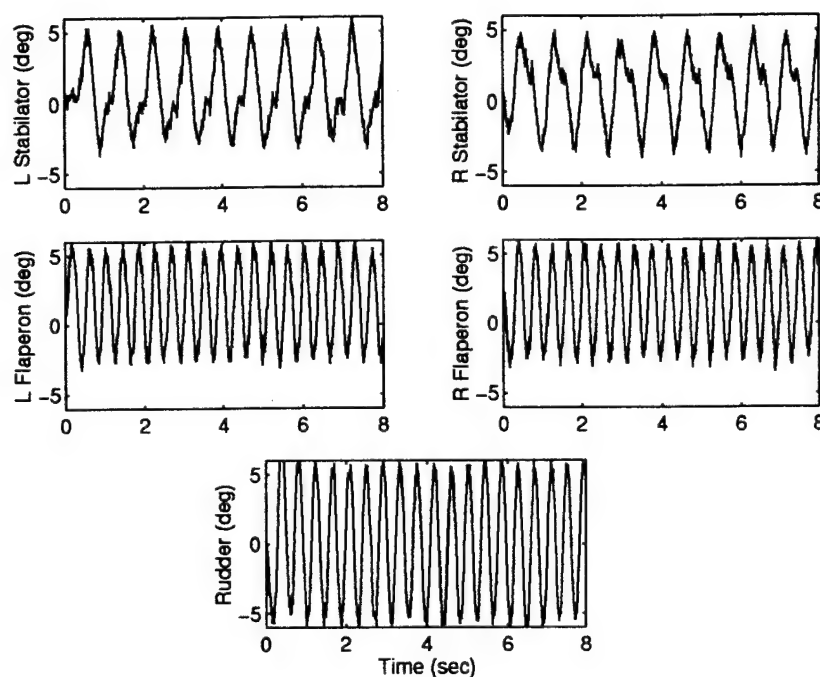 L Stabilator (deg)
5
0
−5
0 2 4 6 8
R Stabilator (deg)
5
0
−5
0 2 4 6 8
L Flaperon (deg)
5
0
−5
0 2 4 6 8
R Flaperon (deg)
5
0
−5
0 2 4 6 8
Rudder (deg)
5
0
−5
0 2 4 6 8
Time (sec)